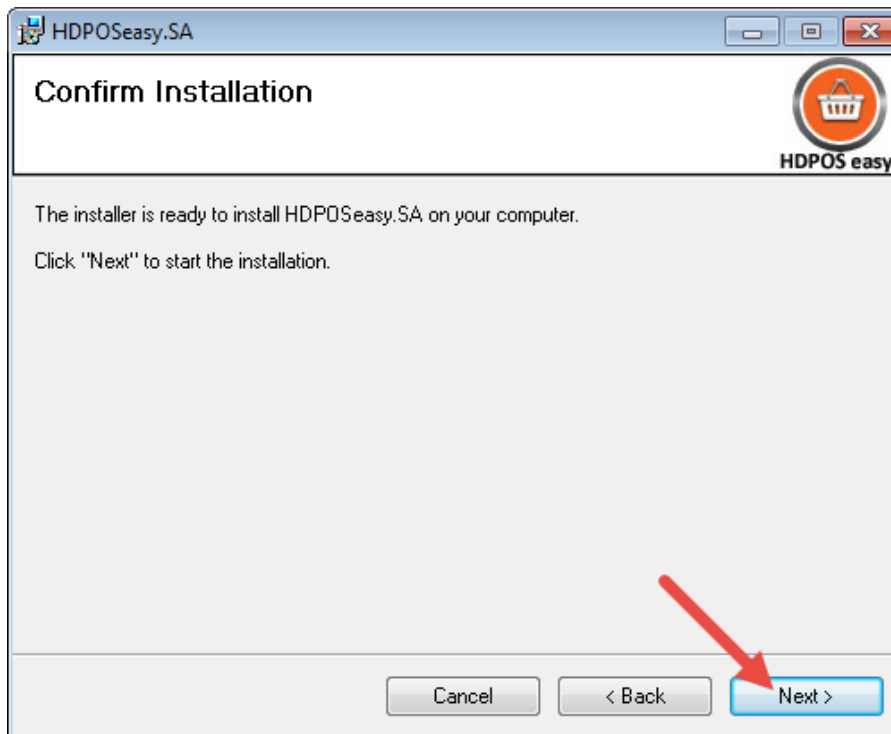 HDPOSeasy.SA
Confirm Installation
HDPOS easy
The installer is ready to install HDPOSeasy.SA on your computer.
Click "Next" to start the installation.
Cancel
< Back
Next >